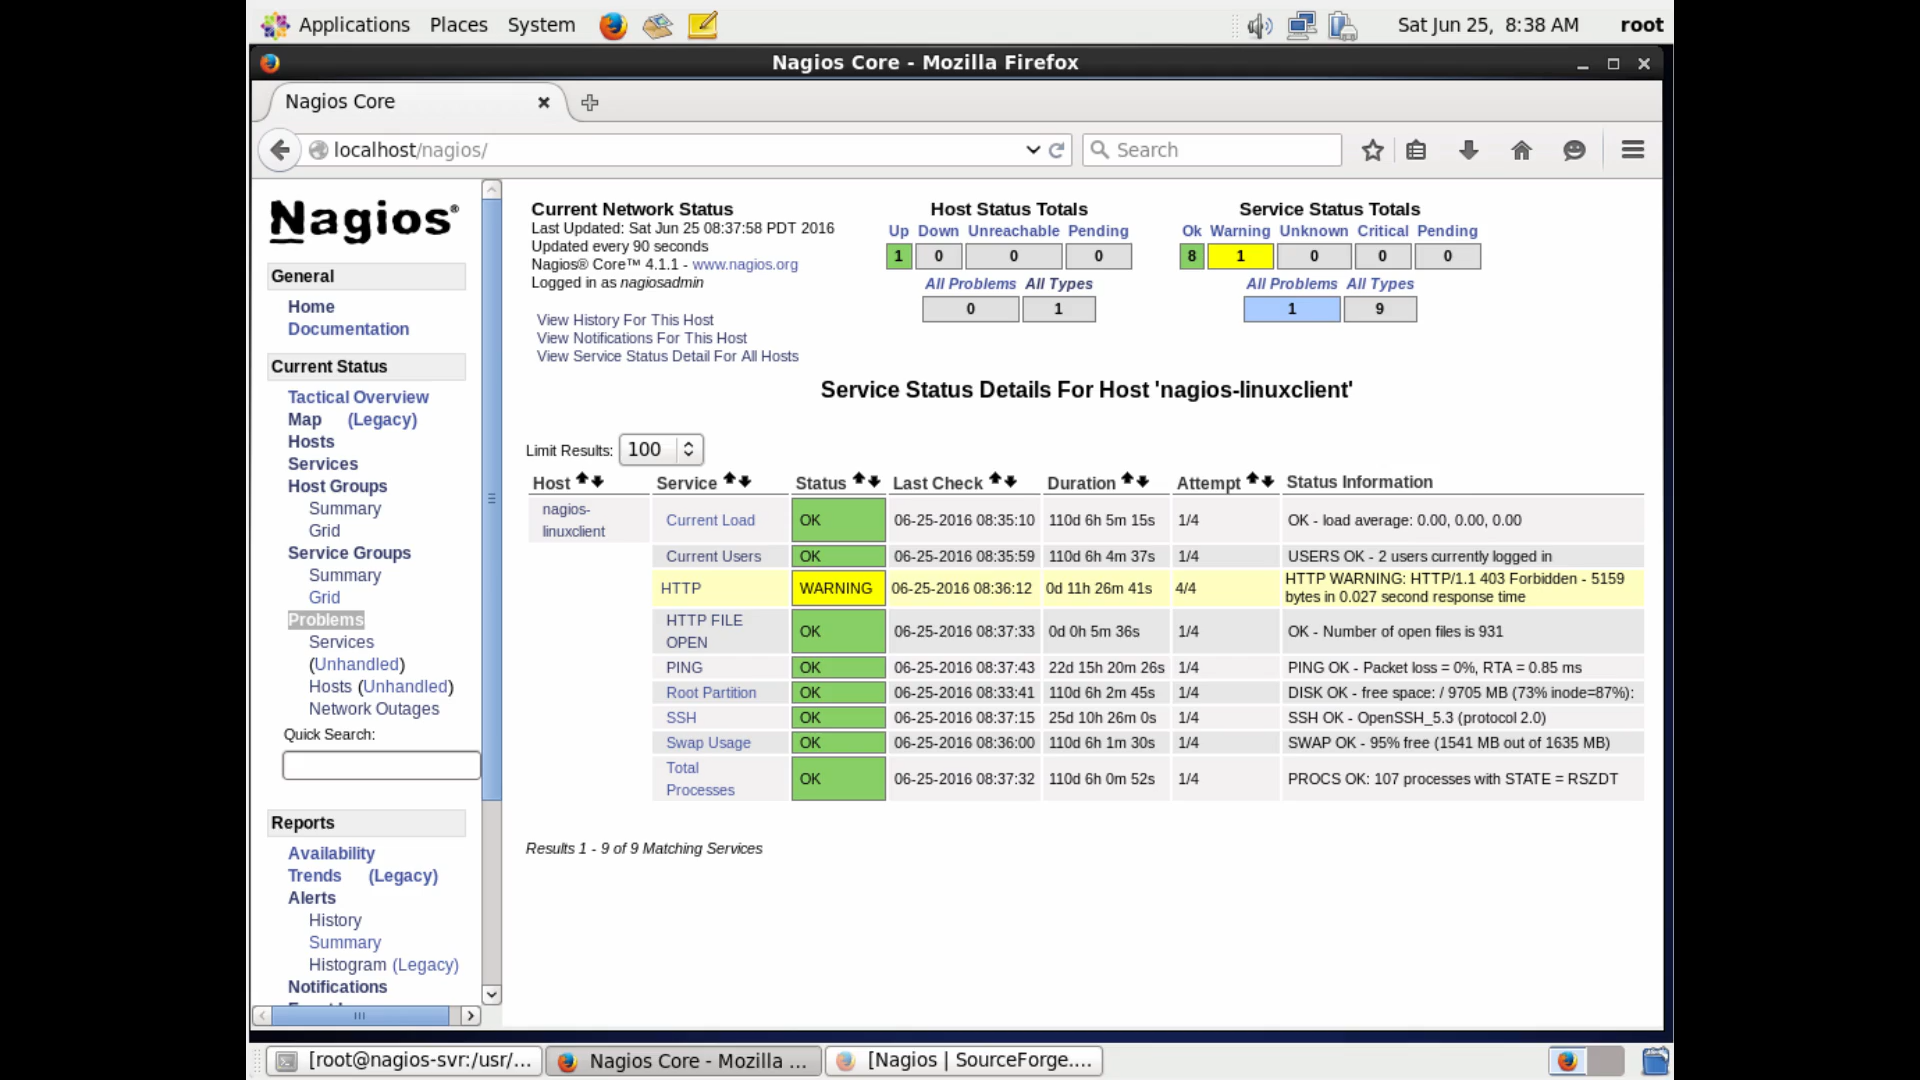 Applications Places System Sat Jun 25, 8:38 AM root
Nagios Core - Mozilla Firefox
Nagios Core
localhost/nagios/ Search
Nagios®
General
Home
Documentation
Current Status
Tactical Overview
Map (Legacy)
Hosts
Services
Host Groups
Summary
Grid
Service Groups
Summary
Grid
Problems
Services
(Unhandled)
Hosts (Unhandled)
Network Outages
Quick Search:
Reports
Availability
Trends (Legacy)
Alerts
History
Summary
Histogram (Legacy)
Notifications
Current Network Status
Last Updated: Sat Jun 25 08:37:58 PDT 2016
Updated every 90 seconds
Nagios® Core™ 4.1.1 - www.nagios.org
Logged in as nagiosadmin
View History For This Host
View Notifications For This Host
View Service Status Detail For All Hosts
Host Status Totals
Up Down Unreachable Pending
1 0 0 0
All Problems All Types
0 1
Service Status Totals
Ok Warning Unknown Critical Pending
8 1 0 0 0
All Problems All Types
1 9
Service Status Details For Host 'nagios-linuxclient'
Limit Results: 100
Host Service Status Last Check Duration Attempt Status Information
nagios-
linuxclient
Current Load OK 06-25-2016 08:35:10 110d 6h 5m 15s 1/4 OK - load average: 0.00, 0.00, 0.00
Current Users OK 06-25-2016 08:35:59 110d 6h 4m 37s 1/4 USERS OK - 2 users currently logged in
HTTP WARNING 06-25-2016 08:36:12 0d 11h 26m 41s 4/4 HTTP WARNING: HTTP/1.1 403 Forbidden - 5159
bytes in 0.027 second response time
HTTP FILE
OPEN OK 06-25-2016 08:37:33 0d 0h 5m 36s 1/4 OK - Number of open files is 931
PING OK 06-25-2016 08:37:43 22d 15h 20m 26s 1/4 PING OK - Packet loss = 0%, RTA = 0.85 ms
Root Partition OK 06-25-2016 08:33:41 110d 6h 2m 45s 1/4 DISK OK - free space: / 9705 MB (73% inode=87%):
SSH OK 06-25-2016 08:37:15 25d 10h 26m 0s 1/4 SSH OK - OpenSSH_5.3 (protocol 2.0)
Swap Usage OK 06-25-2016 08:36:00 110d 6h 1m 30s 1/4 SWAP OK - 95% free (1541 MB out of 1635 MB)
Total
Processes OK 06-25-2016 08:37:32 110d 6h 0m 52s 1/4 PROCS OK: 107 processes with STATE = RSZDT
Results 1 - 9 of 9 Matching Services
[root@nagios-svr:/usr/... Nagios Core - Mozilla ... [Nagios | SourceForge....